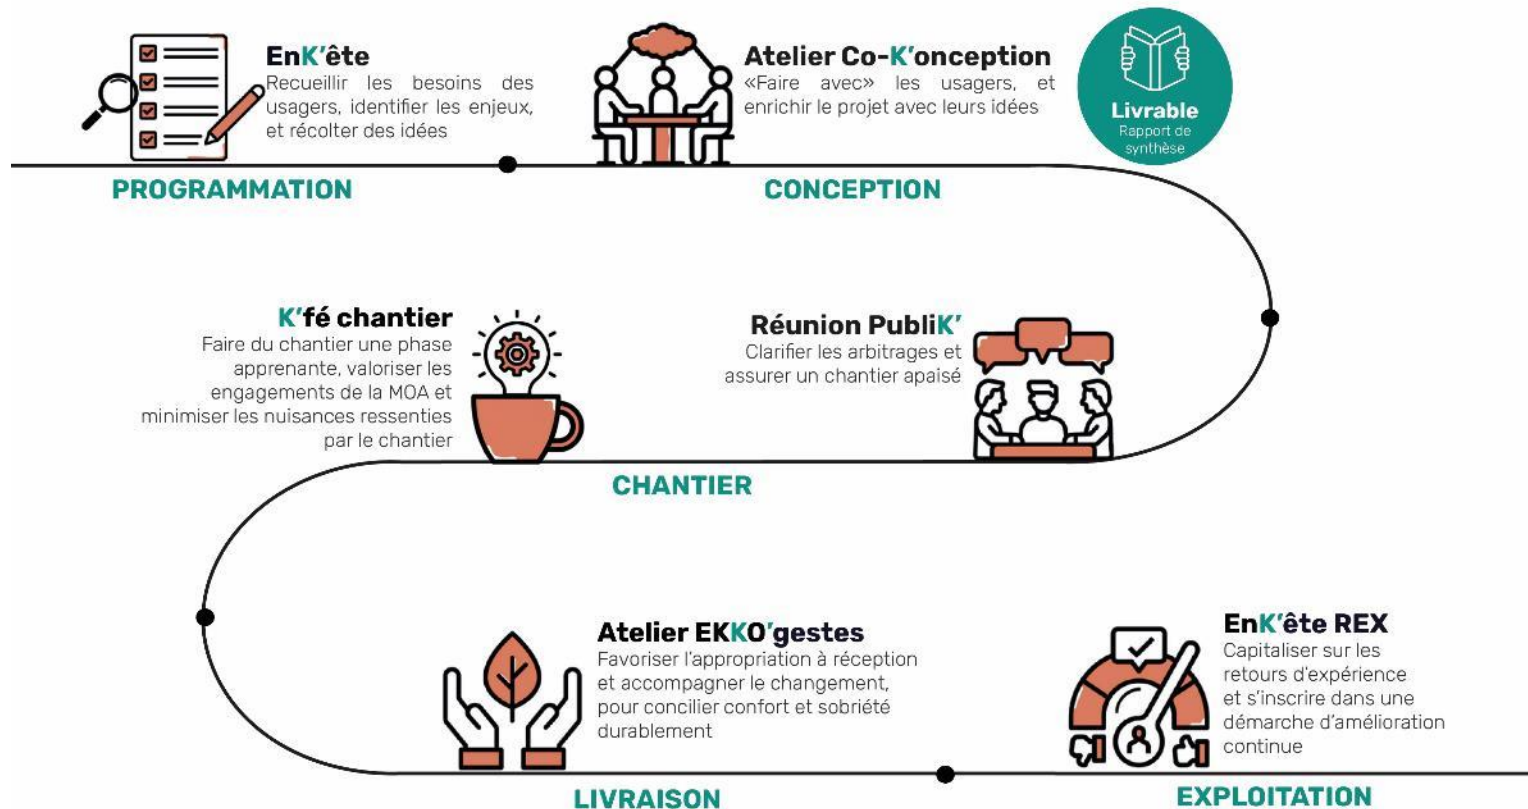 EnK'ête
Recueillir les besoins des
usagers, identifier les enjeux,
et récolter des idées
PROGRAMMATION
Atelier Co-K'onception
«Faire avec» les usagers, et
enrichir le projet avec leurs idées
CONCEPTION
Livrable
Rapport de
synthèse
Réunion PubliK'
Clarifier les arbitrages et
assurer un chantier apaisé
K'fé chantier
Faire du chantier une phase
apprenante, valoriser les
engagements de la MOA et
minimiser les nuisances ressenties
par le chantier
CHANTIER
Atelier EKKO'gestes
Favoriser l'appropriation à réception
et accompagner le changement,
pour concilier confort et sobriété
durablement
LIVRAISON
EnK'ête REX
Capitaliser sur les
retours d'expérience
et s'inscrire dans une
démarche d'amélioration
continue
EXPLOITATION